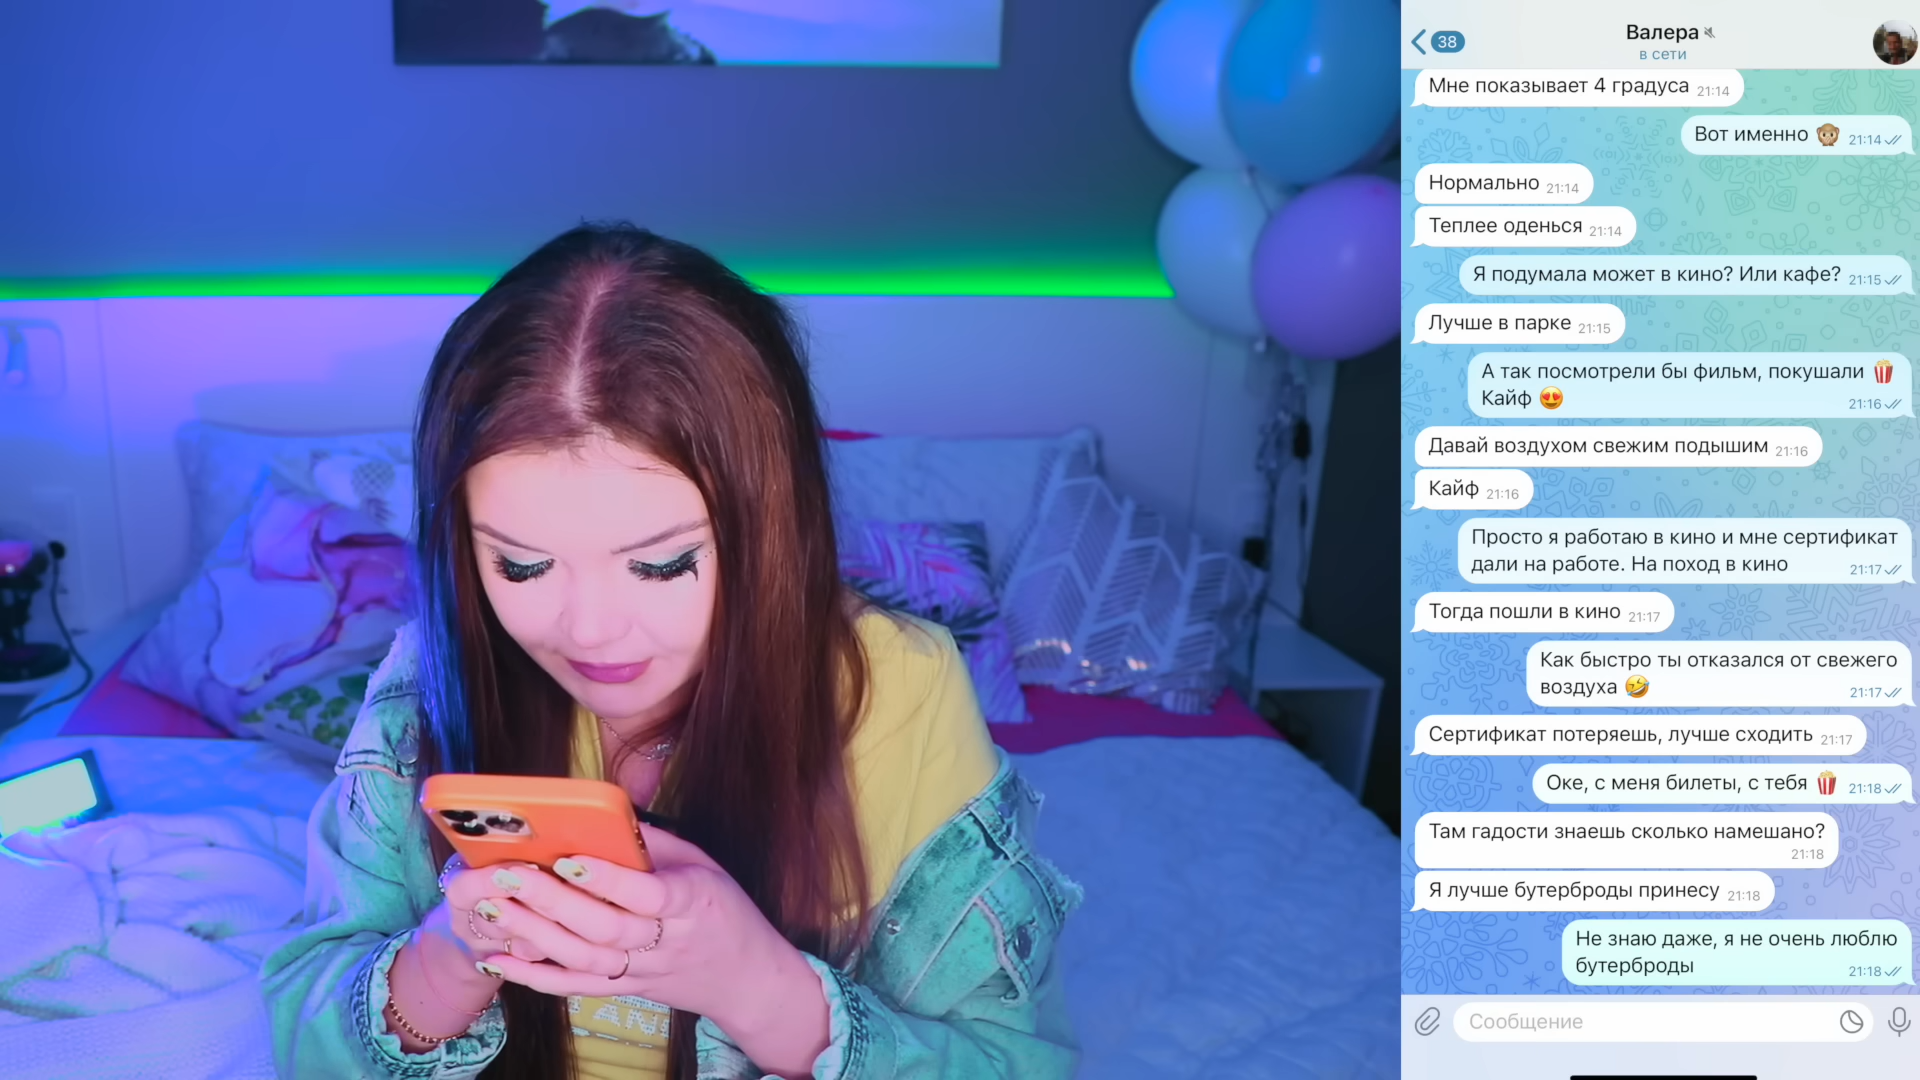 38
Валера
в сети
Мне показывает 4 градуса 21:14
Вот именно 🙊 21:14
Нормально 21:14
Теплее оденься 21:14
Я подумала может в кино? Или кафе? 21:15
Лучше в парке 21:15
А так посмотрели бы фильм, покушали 🍿
Кайф 😍 21:16
Давай воздухом свежим подышим 21:16
Кайф 21:16
Просто я работаю в кино и мне сертификат
дали на работе. На поход в кино 21:17
Тогда пошли в кино 21:17
Как быстро ты отказался от свежего
воздуха 🤣 21:17
Сертификат потеряешь, лучше сходить 21:17
Оке, с меня билеты, с тебя 🍿 21:18
Там гадости знаешь сколько намешано?
21:18
Я лучше бутерброды принесу 21:18
Не знаю даже, я не очень люблю
бутерброды 21:18
Сообщение